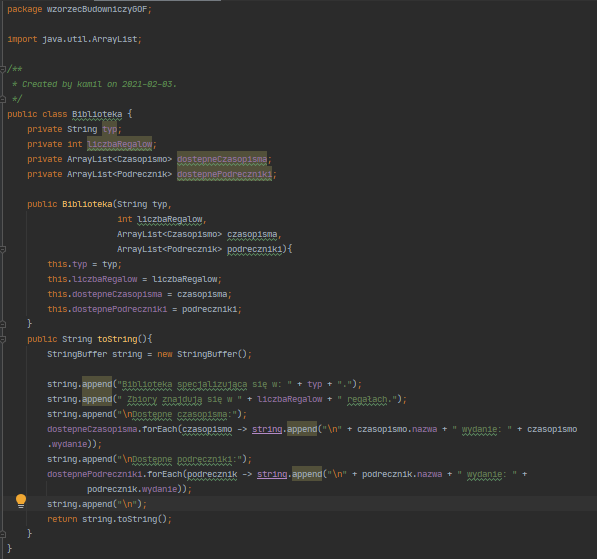 package wzorzecBudowniczyGOF;
import java.util.ArrayList;
/**
* Created by kamil on 2021-02-03.
*/
public class Biblioteka {
private String typ;
private int liczbaRegalow;
private ArrayList<Czasopismo> dostepneCzasopisma;
private ArrayList<Podrecznik> dostepnePodreczniki;
public Biblioteka(String typ,
int liczbaRegalow,
ArrayList<Czasopismo> czasopisma,
ArrayList<Podrecznik> podreczniki){
this.typ = typ;
this.liczbaRegalow = liczbaRegalow;
this.dostepneCzasopisma = czasopisma;
this.dostepnePodreczniki = podreczniki;
}
public String toString(){
StringBuffer string = new StringBuffer();
string.append("Biblioteka specjalizująca się w: " + typ + ".");
string.append(" Zbiory znajdują się w " + liczbaRegalow + " regałach.");
string.append("\nDostępne czasopisma:");
dostepneCzasopisma.forEach(czasopismo -> string.append("\n" + czasopismo.nazwa + " wydanie: " + czasopismo
.wydanie));
string.append("\nDostępne podreczniki:");
dostepnePodreczniki.forEach(podrecznik -> string.append("\n" + podrecznik.nazwa + " wydanie: " +
podrecznik.wydanie));
string.append("\n");
return string.toString();
}
}